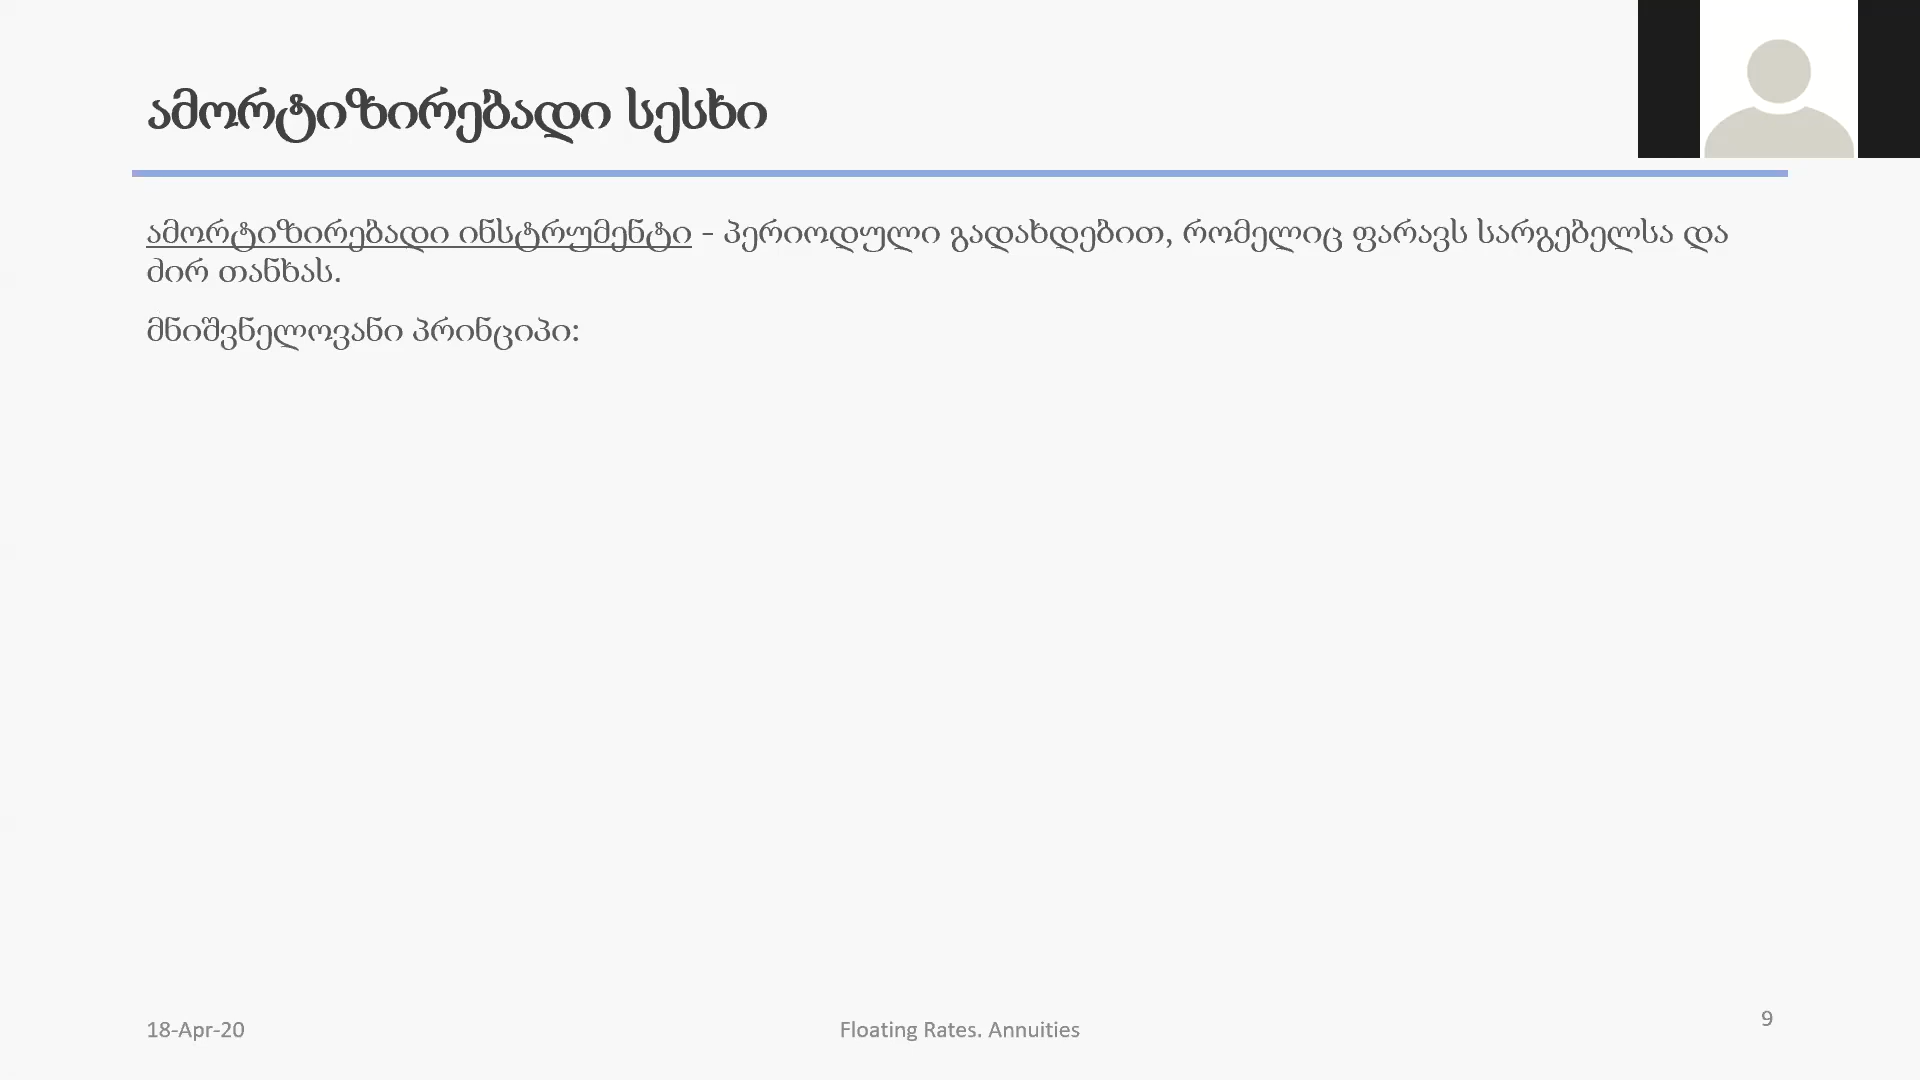 ამორტიზირებადი სესხი
ამორტიზირებადი ინსტრუმენტი - პერიოდული გადახდებით, რომელიც ფარავს სარგებელსა და
ძირ თანხას.
მნიშვნელოვანი პრინციპი:
18-Apr-20
Floating Rates. Annuities
9